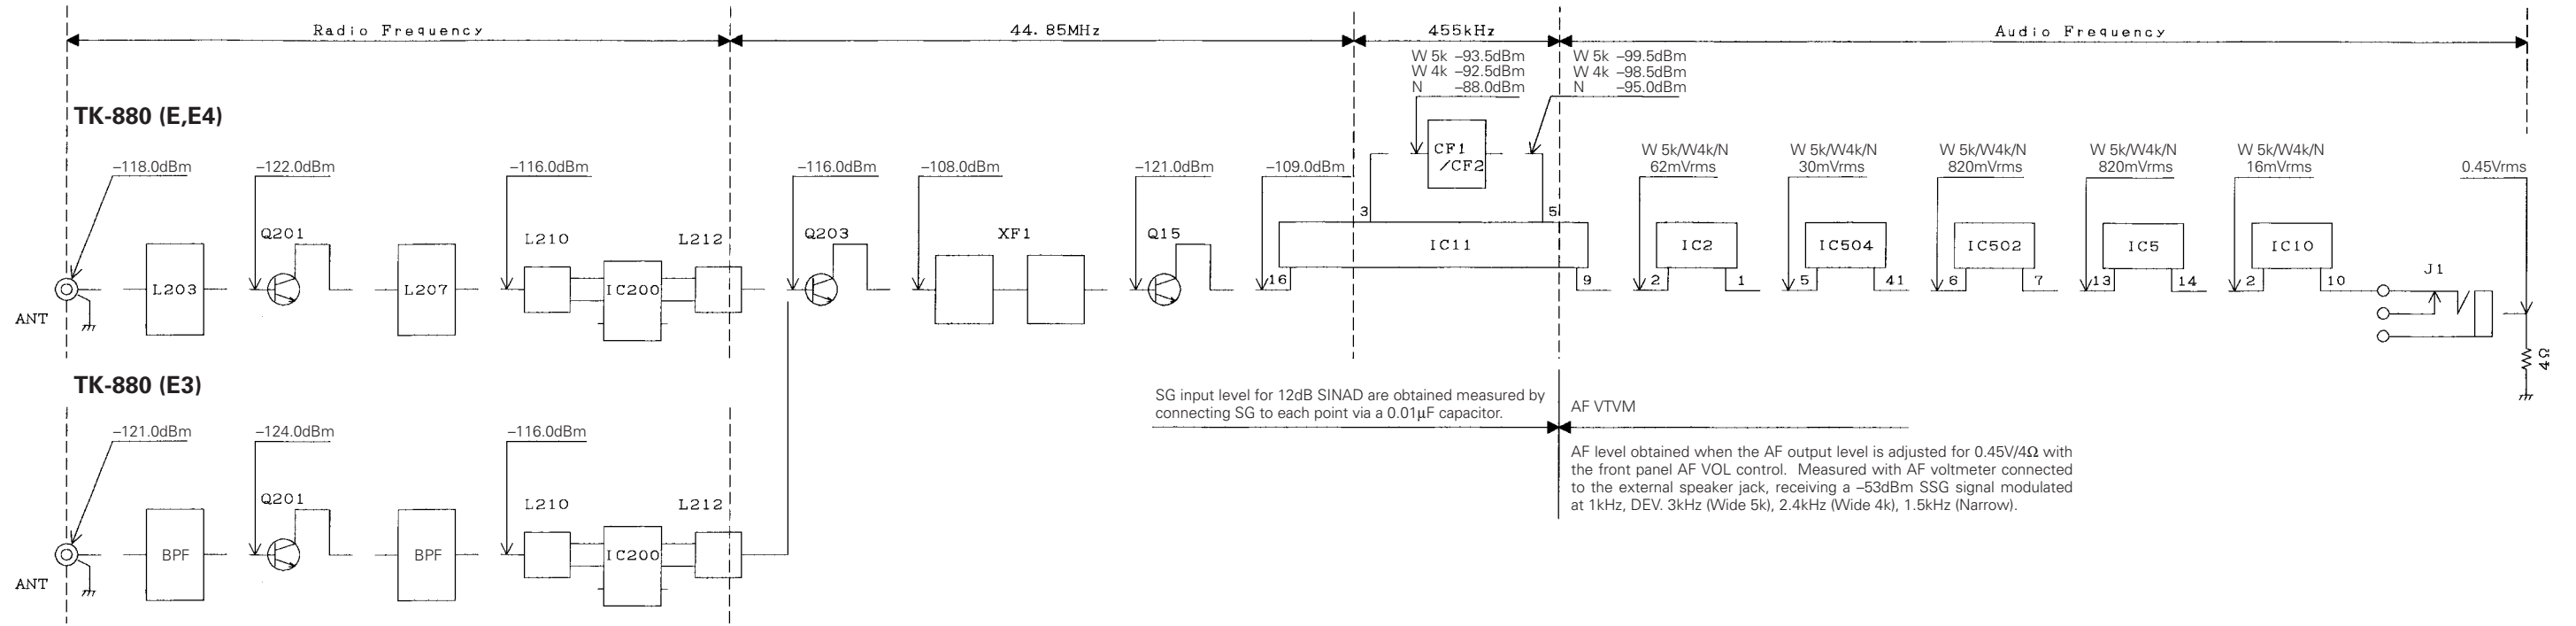 Radio Frequency
44.85MHz
455kHz
Audio Frequency
W 5k –93.5dBm
W 4k –92.5dBm
N –88.0dBm
W 5k –99.5dBm
W 4k –98.5dBm
N –95.0dBm
TK-880 (E,E4)
–118.0dBm
–122.0dBm
–116.0dBm
–116.0dBm
–108.0dBm
–121.0dBm
–109.0dBm
CF1
/CF2
W 5k/W4k/N
62mVrms
W 5k/W4k/N
30mVrms
W 5k/W4k/N
820mVrms
W 5k/W4k/N
820mVrms
W 5k/W4k/N
16mVrms
0.45Vrms
3
5
Q201
L210
L212
Q203
XF1
Q15
IC11
IC2
IC504
IC502
IC5
IC10
J1
ANT
L203
L207
IC200
16
9
2
1
5
41
6
7
13
14
2
10
4Ω
TK-880 (E3)
SG input level for 12dB SINAD are obtained measured by
connecting SG to each point via a 0.01µF capacitor.
AF VTVM
AF level obtained when the AF output level is adjusted for 0.45V/4Ω with
the front panel AF VOL control. Measured with AF voltmeter connected
to the external speaker jack, receiving a –53dBm SSG signal modulated
at 1kHz, DEV. 3kHz (Wide 5k), 2.4kHz (Wide 4k), 1.5kHz (Narrow).
–121.0dBm
–124.0dBm
–116.0dBm
Q201
L210
L212
ANT
BPF
BPF
IC200